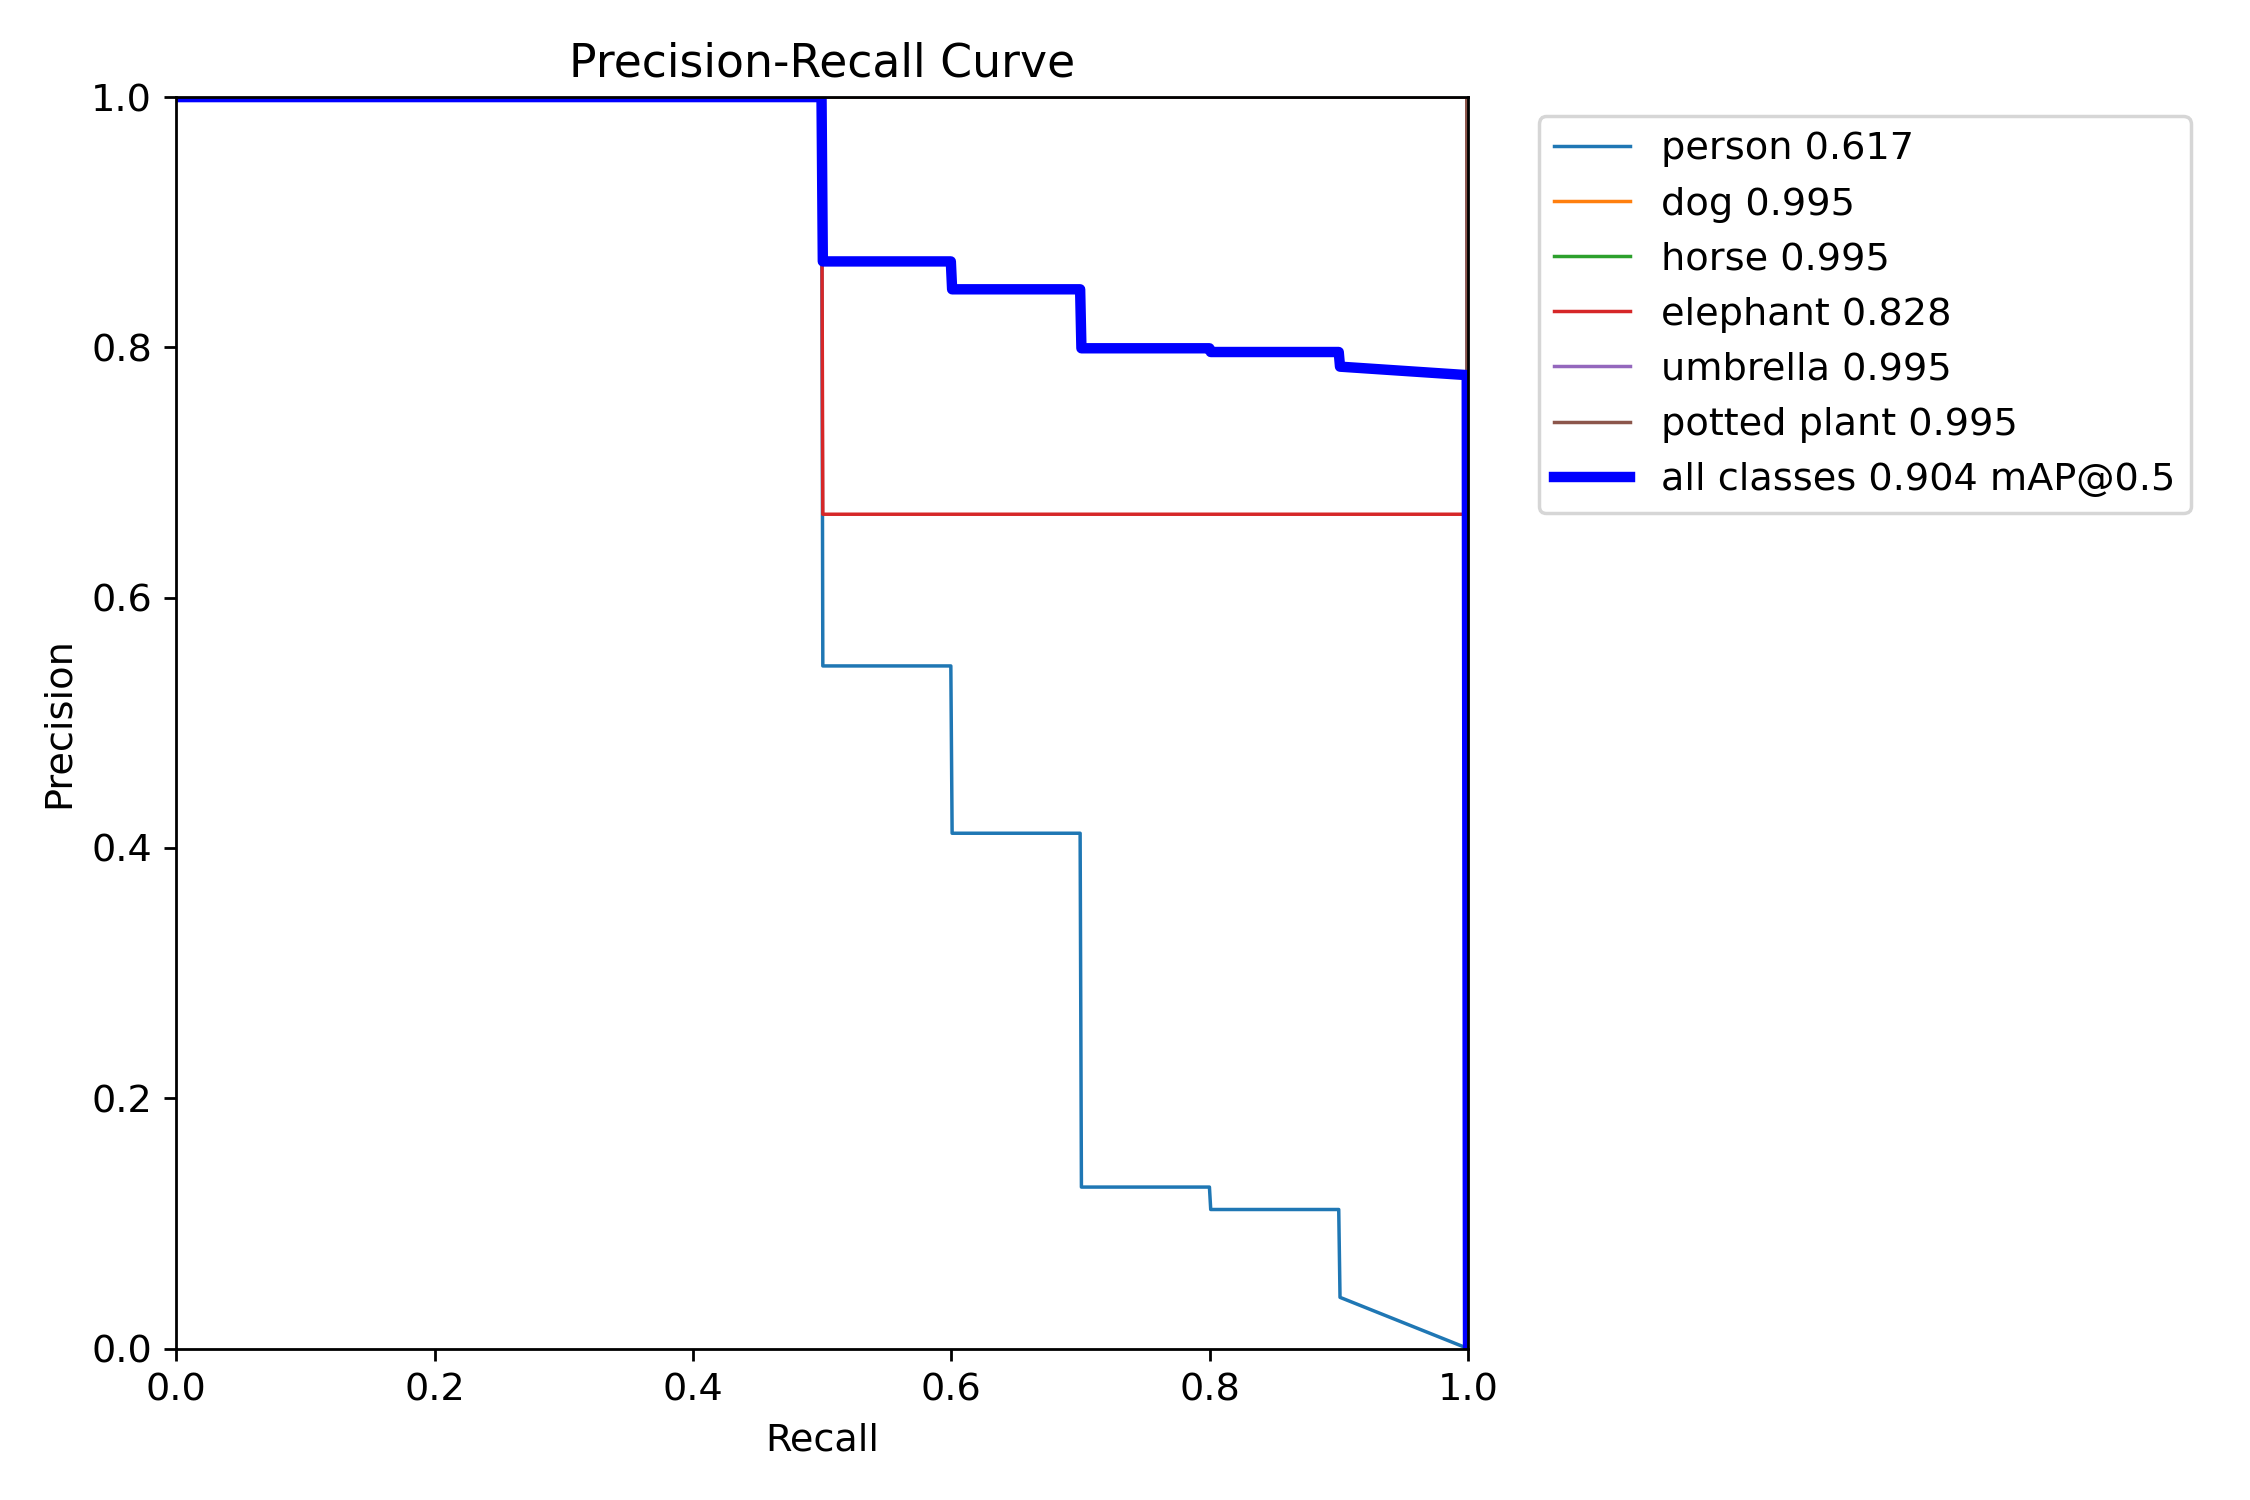 Precision-Recall Curve
1.0
0.8
0.6
0.4
0.2
0.0
Precision
0.0 0.2 0.4 0.6 0.8 1.0
Recall
person 0.617
dog 0.995
horse 0.995
elephant 0.828
umbrella 0.995
potted plant 0.995
all classes 0.904 mAP@0.5